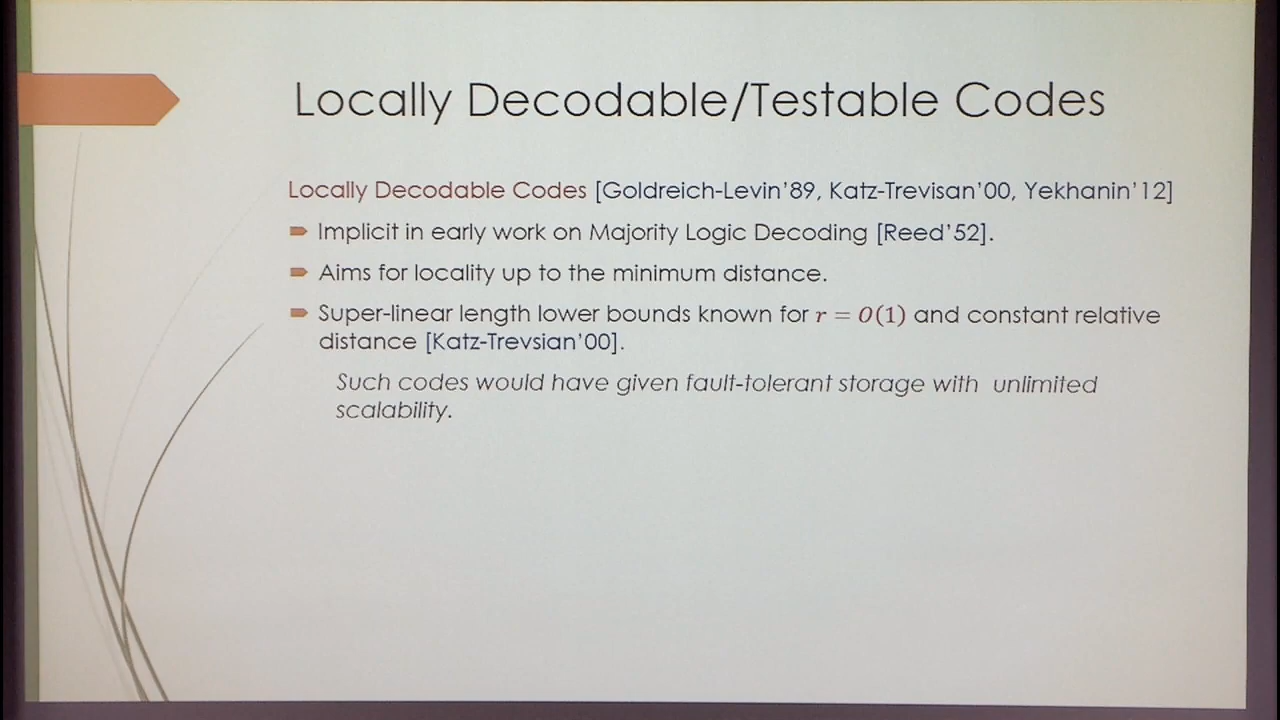 Locally Decodable/Testable Codes
Locally Decodable Codes [Goldreich-Levin'89, Katz-Trevisan'00, Yekhanin'12]
Implicit in early work on Majority Logic Decoding [Reed'52].
Aims for locality up to the minimum distance.
Super-linear length lower bounds known for r = O(1) and constant relative
distance [Katz-Trevsian'00].
Such codes would have given fault-tolerant storage with unlimited
scalability.